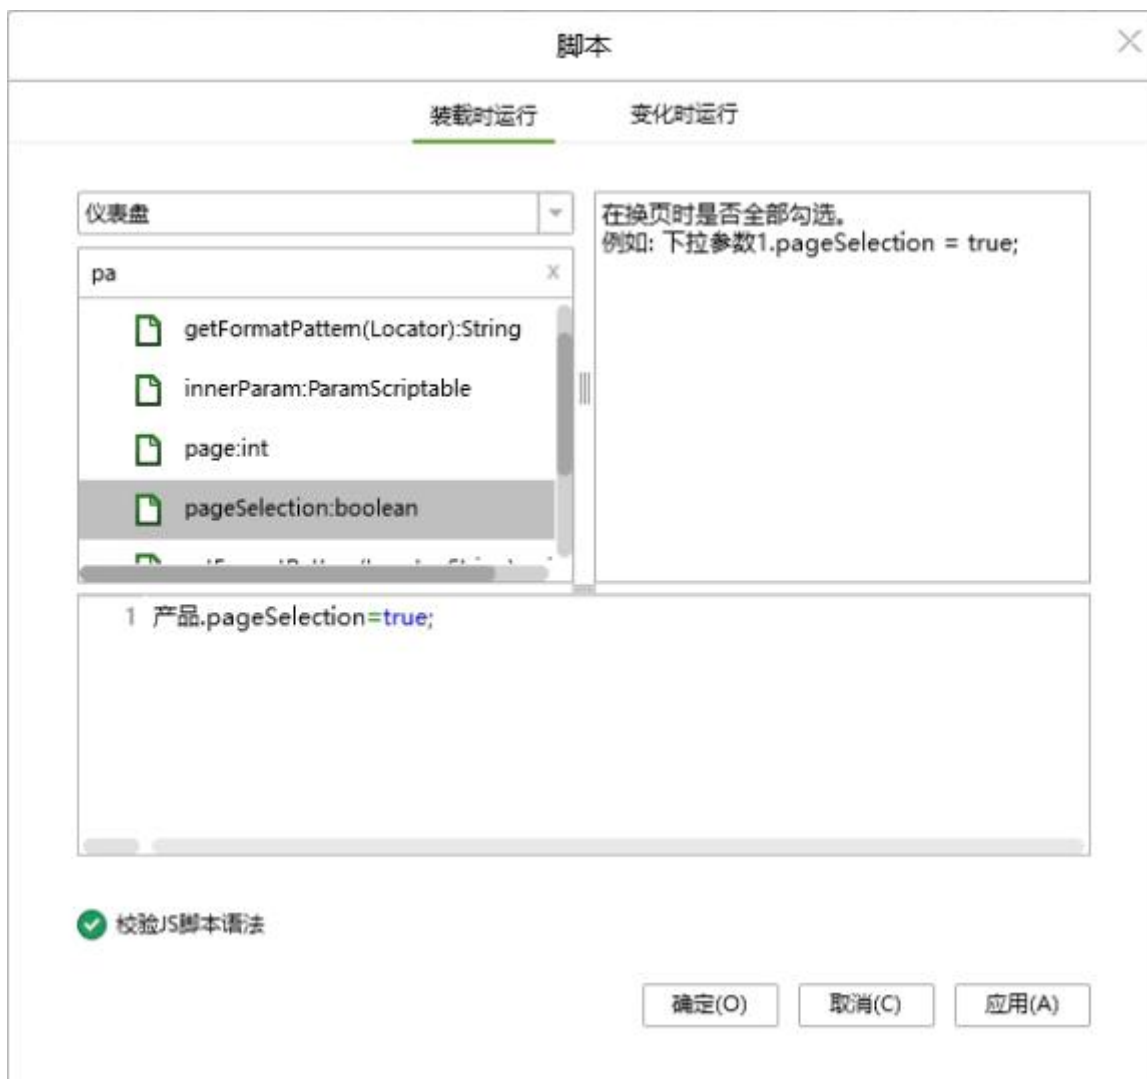 脚本
装载时运行
变化时运行
仪表盘
在换页时是否全部勾选。
例如: 下拉参数1.pageSelection = true;
pa
getFormatPattern(Locator):String
innerParam:ParamScriptable
page:int
pageSelection:boolean
1 产品.pageSelection=true;
校验JS脚本语法
确定(O)
取消(C)
应用(A)